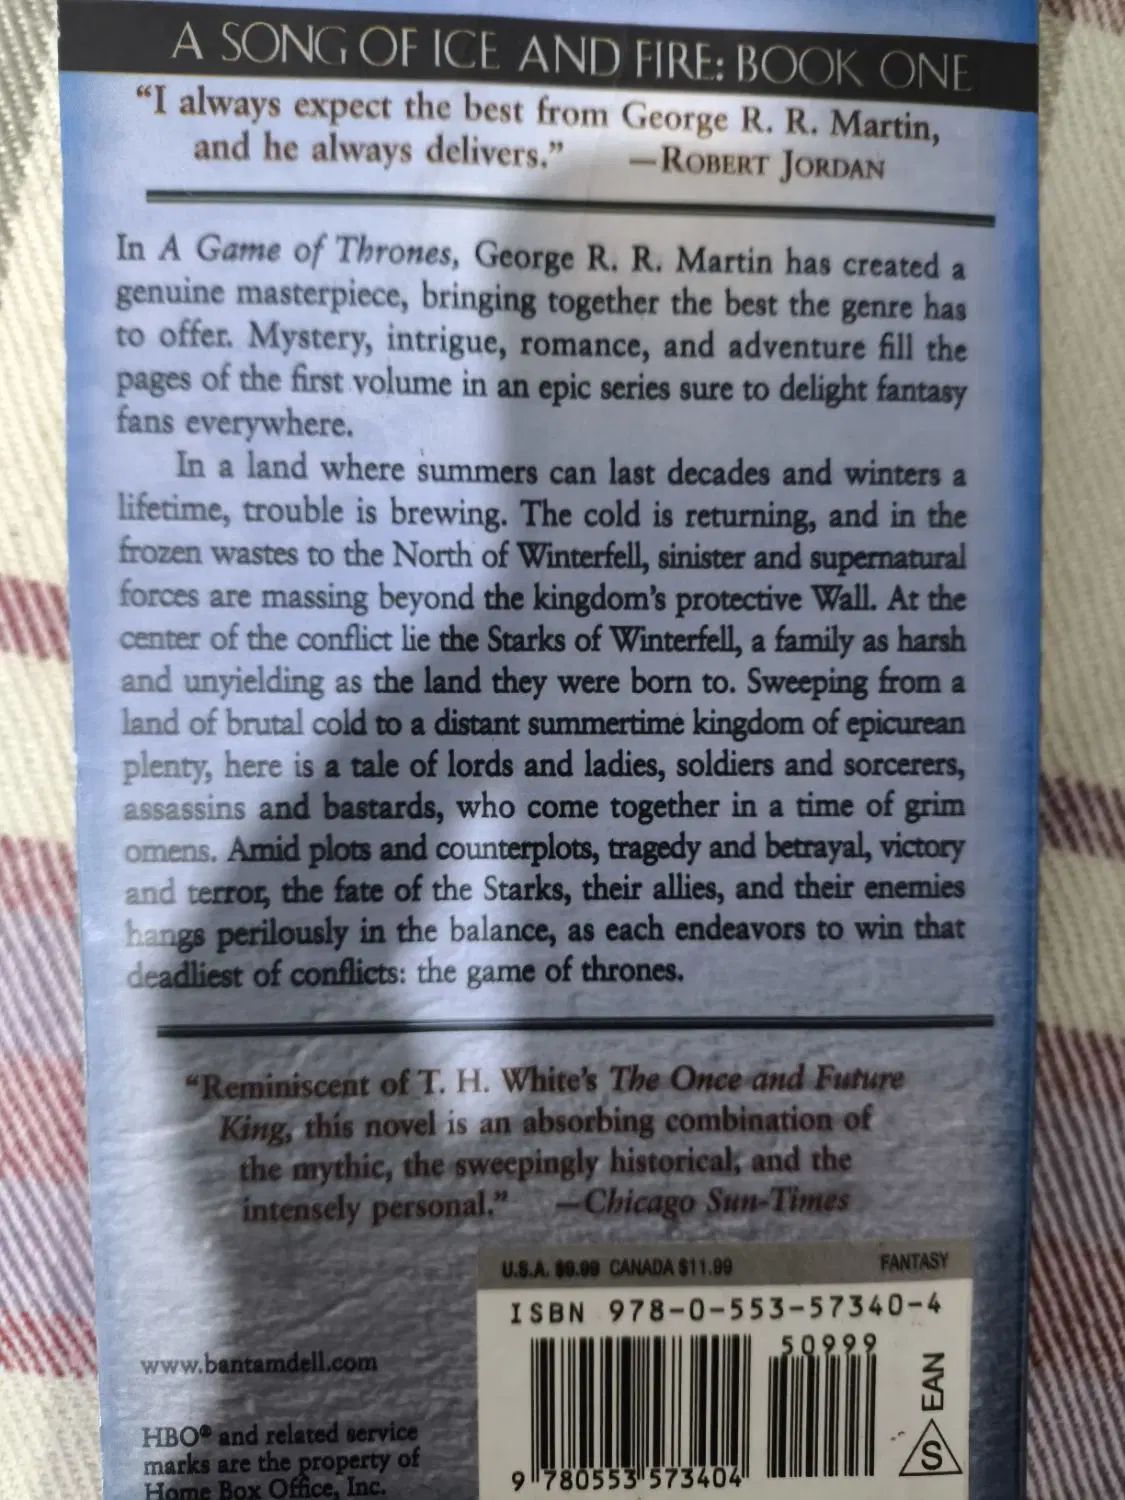 A SONG OF ICE AND FIRE: BOOK ONE
“I always expect the best from George R. R. Martin,
and he always delivers.” —ROBERT JORDAN
In A Game of Thrones, George R. R. Martin has created a
genuine masterpiece, bringing together the best the genre has
to offer. Mystery, intrigue, romance, and adventure fill the
pages of the first volume in an epic series sure to delight fantasy
fans everywhere.
In a land where summers can last decades and winters a
lifetime, trouble is brewing. The cold is returning, and in the
frozen wastes to the North of Winterfell, sinister and supernatural
forces are massing beyond the kingdom’s protective Wall. At the
center of the conflict lie the Starks of Winterfell, a family as harsh
and unyielding as the land they were born to. Sweeping from a
land of brutal cold to a distant summertime kingdom of epicurean
plenty, here is a tale of lords and ladies, soldiers and sorcerers,
assassins and bastards, who come together in a time of grim
omens. Amid plots and counterplots, tragedy and betrayal, victory
and terror, the fate of the Starks, their allies, and their enemies
hangs perilously in the balance, as each endeavors to win that
deadliest of conflicts: the game of thrones.
“Reminiscent of T. H. White’s The Once and Future
King, this novel is an absorbing combination of
the mythic, the sweepingly historical, and the
intensely personal.” —Chicago Sun-Times
U.S.A. $9.99 CANADA $11.99 FANTASY
ISBN 978-0-553-57340-4
50999
EAN
S
9 780553 573404
www.bantamdell.com
HBO® and related service
marks are the property of
Home Box Office, Inc.